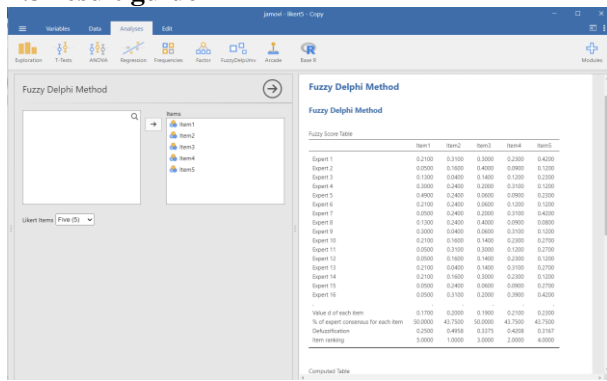 jamovi - likert5 - Copy
Variables Data Analyses Edit
Exploration T-Tests ANOVA Regression Frequencies Factor FuzzyDelphi Arcade Base R Modules
Fuzzy Delphi Method
Items
Item1
Item2
Item3
Item4
Item5
Likert Items Five (5)
Fuzzy Delphi Method
Fuzzy Delphi Method
Fuzzy Score Table
Item1 Item2 Item3 Item4 Item5
Expert 1 0.2100 0.3100 0.3000 0.2300 0.4200
Expert 2 0.0500 0.1600 0.4000 0.0900 0.1200
Expert 3 0.1300 0.0400 0.1400 0.1200 0.2300
Expert 4 0.3000 0.2400 0.2000 0.3100 0.1200
Expert 5 0.4900 0.2400 0.0600 0.0900 0.2300
Expert 6 0.2100 0.2400 0.0600 0.1200 0.1200
Expert 7 0.0500 0.2400 0.2000 0.3100 0.4200
Expert 8 0.1300 0.2400 0.4000 0.0900 0.0800
Expert 9 0.3000 0.0400 0.0600 0.3100 0.1200
Expert 10 0.2100 0.1600 0.1400 0.2300 0.2700
Expert 11 0.0500 0.3100 0.3000 0.1200 0.2700
Expert 12 0.0500 0.1600 0.1400 0.2300 0.1200
Expert 13 0.2100 0.0400 0.1400 0.3100 0.2700
Expert 14 0.2100 0.1600 0.3000 0.2300 0.1200
Expert 15 0.0500 0.2400 0.0600 0.0900 0.2700
Expert 16 0.0500 0.3100 0.2000 0.3900 0.4200
Value d of each item 0.1700 0.2000 0.1900 0.2100 0.2300
% of expert consensus for each item 50.0000 43.7500 50.0000 43.7500 43.7500
Defuzzification 0.2500 0.4958 0.3375 0.4208 0.3167
Item ranking 5.0000 1.0000 3.0000 2.0000 4.0000
Computed Table